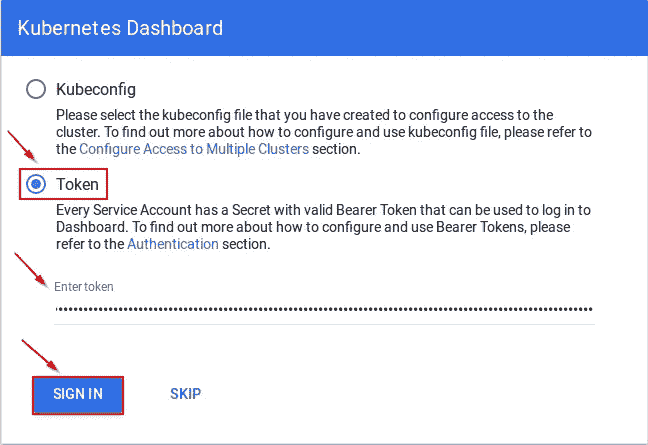 Kubernetes Dashboard
Kubeconfig
Please select the kubeconfig file that you have created to configure access to the
cluster. To find out more about how to configure and use kubeconfig file, please refer to
the Configure Access to Multiple Clusters section.
Token
Every Service Account has a Secret with valid Bearer Token that can be used to log in to
Dashboard. To find out more about how to configure and use Bearer Tokens, please
refer to the Authentication section.
Enter token
SIGN IN
SKIP